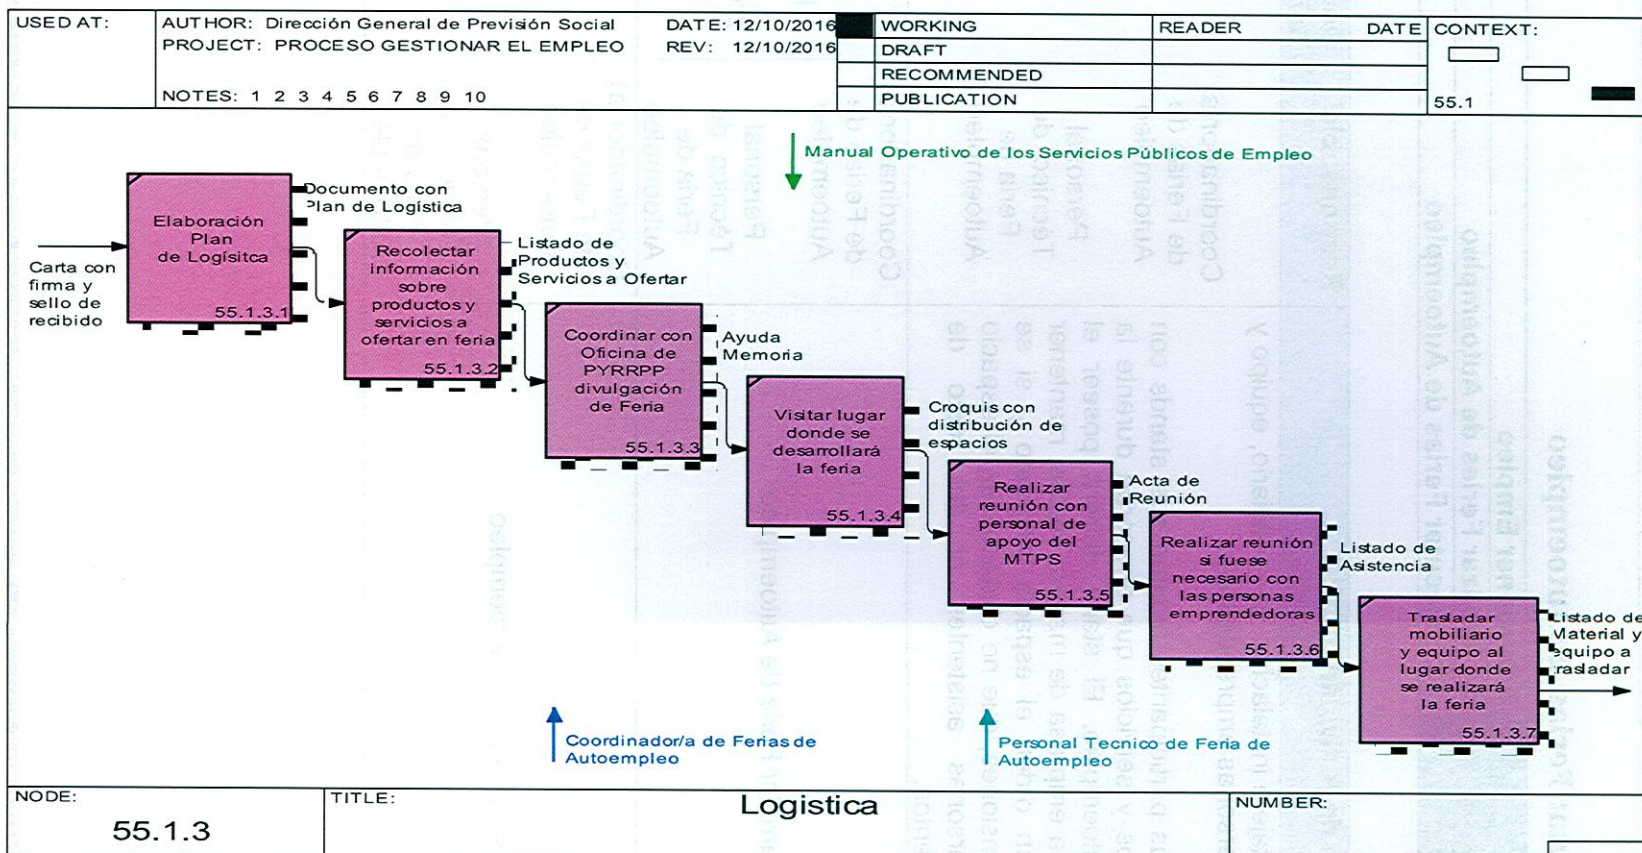 USED AT:
AUTHOR: Dirección General de Previsión Social
DATE: 12/10/2016
PROJECT: PROCESO GESTIONAR EL EMPLEO
REV: 12/10/2016
NOTES: 1 2 3 4 5 6 7 8 9 10
WORKING
DRAFT
RECOMMENDED
PUBLICATION
READER
DATE
CONTEXT:
55.1
Manual Operativo de los Servicios Públicos de Empleo
Carta con
firma y
sello de
recibido
Elaboración
Plan
de Logísitca
55.1.3.1
Documento con
Plan de Logística
Recolectar
información
sobre
productos y
servicios a
ofertar en feria
55.1.3.2
Listado de
Productos y
Servicios a Ofertar
Coordinar con
Oficina de
PYRRPP
divulgación
de Feria
55.1.3.3
Ayuda
Memoria
Visitar lugar
donde se
desarrollará
la feria
55.1.3.4
Croquis con
distribución de
espacios
Realizar
reunión con
personal de
apoyo del
MTPS
55.1.3.5
Acta de
Reunión
Realizar reunión
si fuese
necesario con
las personas
emprendedoras
55.1.3.6
Listado de
Asistencia
Trasladar
mobiliario
y equipo al
lugar donde
se realizará
la feria
55.1.3.7
Listado de
Material y
equipo a
trasladar
Coordinador/a de Ferias de
Autoempleo
Personal Tecnico de Feria de
Autoempleo
NODE:
55.1.3
TITLE:
Logistica
NUMBER: